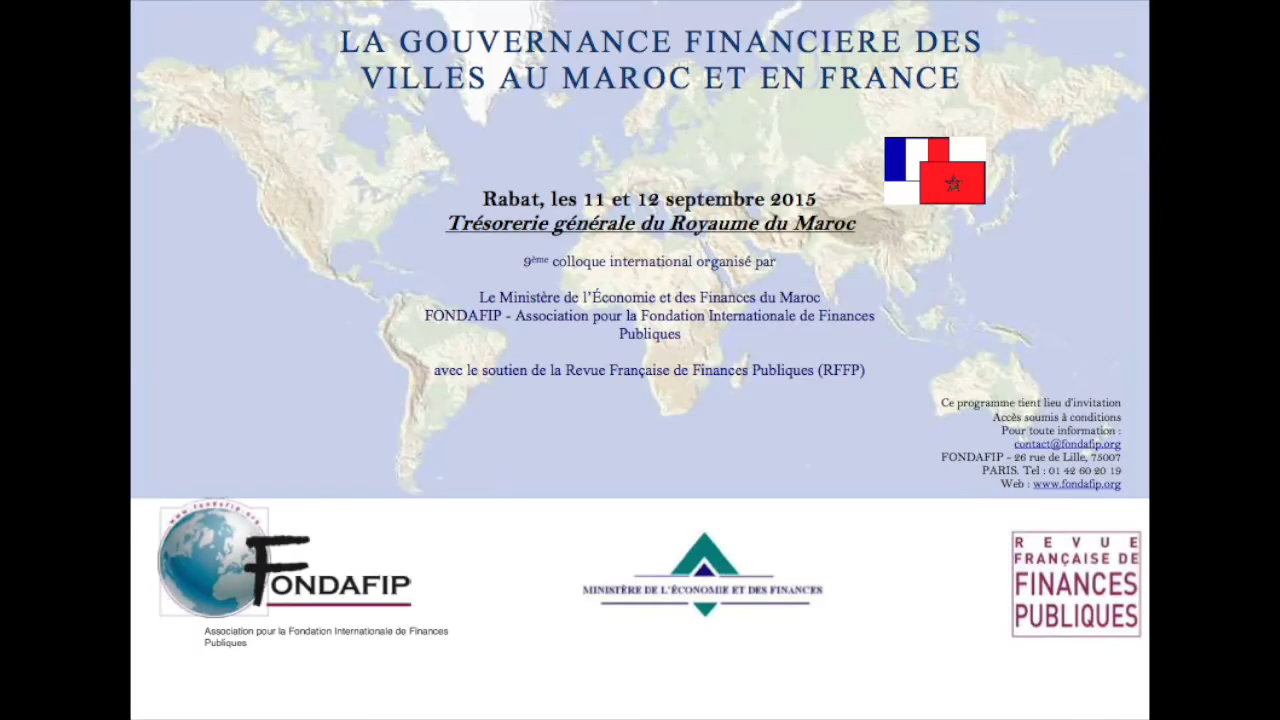 LA GOUVERNANCE FINANCIERE DES
VILLES AU MAROC ET EN FRANCE
Rabat, les 11 et 12 septembre 2015
Trésorerie générale du Royaume du Maroc
9ème colloque international organisé par
Le Ministère de l'Économie et des Finances du Maroc
FONDAFIP - Association pour la Fondation Internationale de Finances
Publiques
avec le soutien de la Revue Française de Finances Publiques (RFFP)
Ce programme tient lieu d'invitation
Accès soumis à conditions
Pour toute information :
contact@fondafip.org
FONDAFIP - 26 rue de Lille, 75007
PARIS. Tel : 01 42 60 20 19
Web : www.fondafip.org
www.fondafip.org
FONDAFIP
Association pour la Fondation Internationale de Finances
Publiques
MINISTÈRE DE L'ÉCONOMIE ET DES FINANCES
REVUE
FRANÇAISE DE
FINANCES
PUBLIQUES